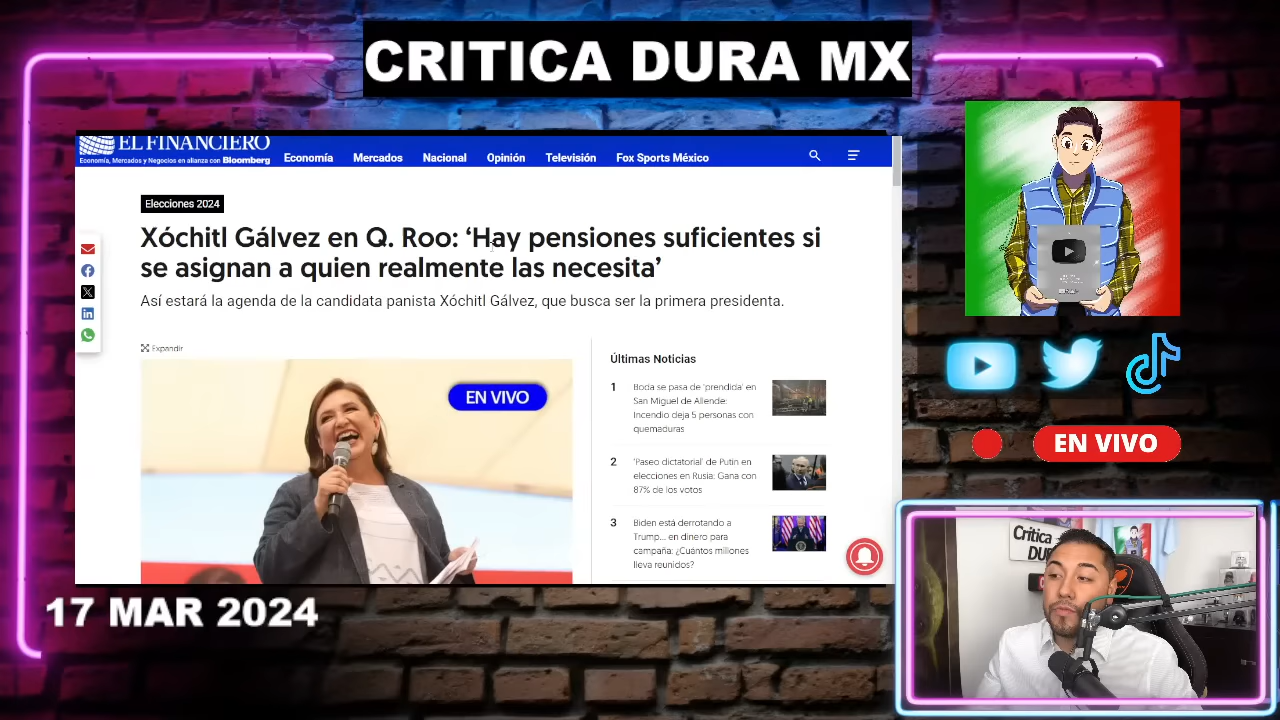 CRITICA DURA MX
EL FINANCIERO
Economía, Mercados y Negocios en alianza con Bloomberg
Economía
Mercados
Nacional
Opinión
Televisión
Fox Sports México
Elecciones 2024
Xóchitl Gálvez en Q. Roo: ‘Hay pensiones suficientes si
se asignan a quien realmente las necesita’
Así estará la agenda de la candidata panista Xóchitl Gálvez, que busca ser la primera presidenta.
Expandir
EN VIVO
Últimas Noticias
1
Boda se pasa de ‘prendida’ en
San Miguel de Allende:
Incendio deja 5 personas con
quemaduras
2
‘Paseo dictatorial’ de Putin en
elecciones en Rusia: Gana con
87% de los votos
3
Biden está derrotando a
Trump... en dinero para
campaña: ¿Cuántos millones
lleva reunidos?
EN VIVO
Crítica
DU
17 MAR 2024